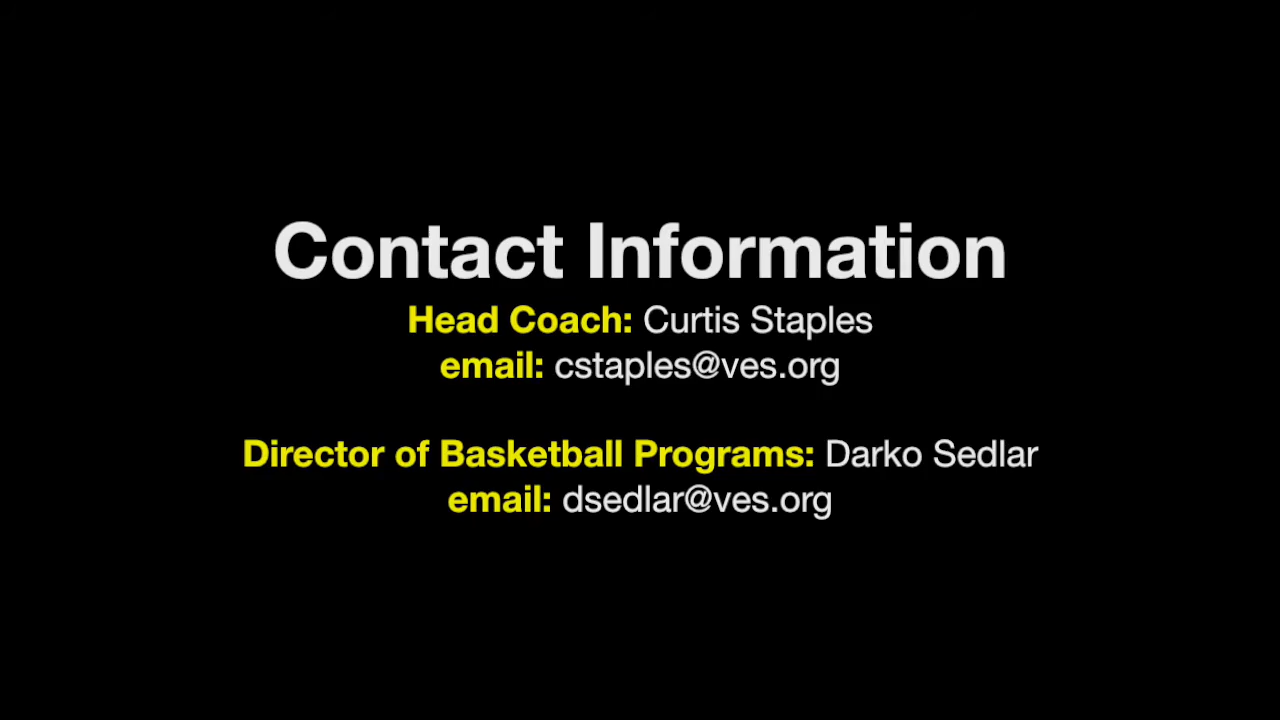 Contact Information
Head Coach: Curtis Staples
email: cstaples@ves.org
Director of Basketball Programs: Darko Sedlar
email: dsedlar@ves.org